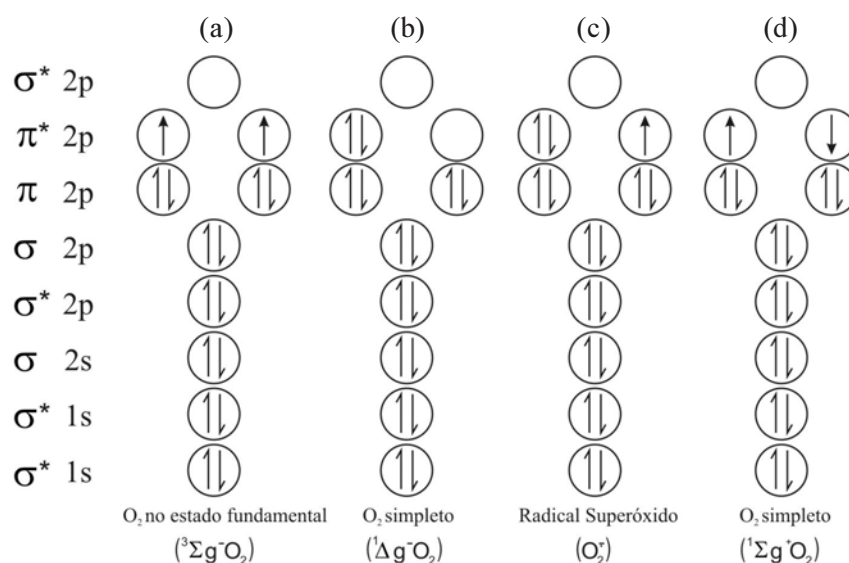 (a) (b) (c) (d)
σ* 2p
π* 2p
π 2p
σ 2p
σ* 2p
σ 2s
σ* 1s
σ* 1s
O₂ no estado fundamental O₂ simpleto Radical Superóxido O₂ simpleto
(³Σg⁻O₂) (¹Δg⁻O₂) (O₂⁻) (¹Σg⁺O₂)